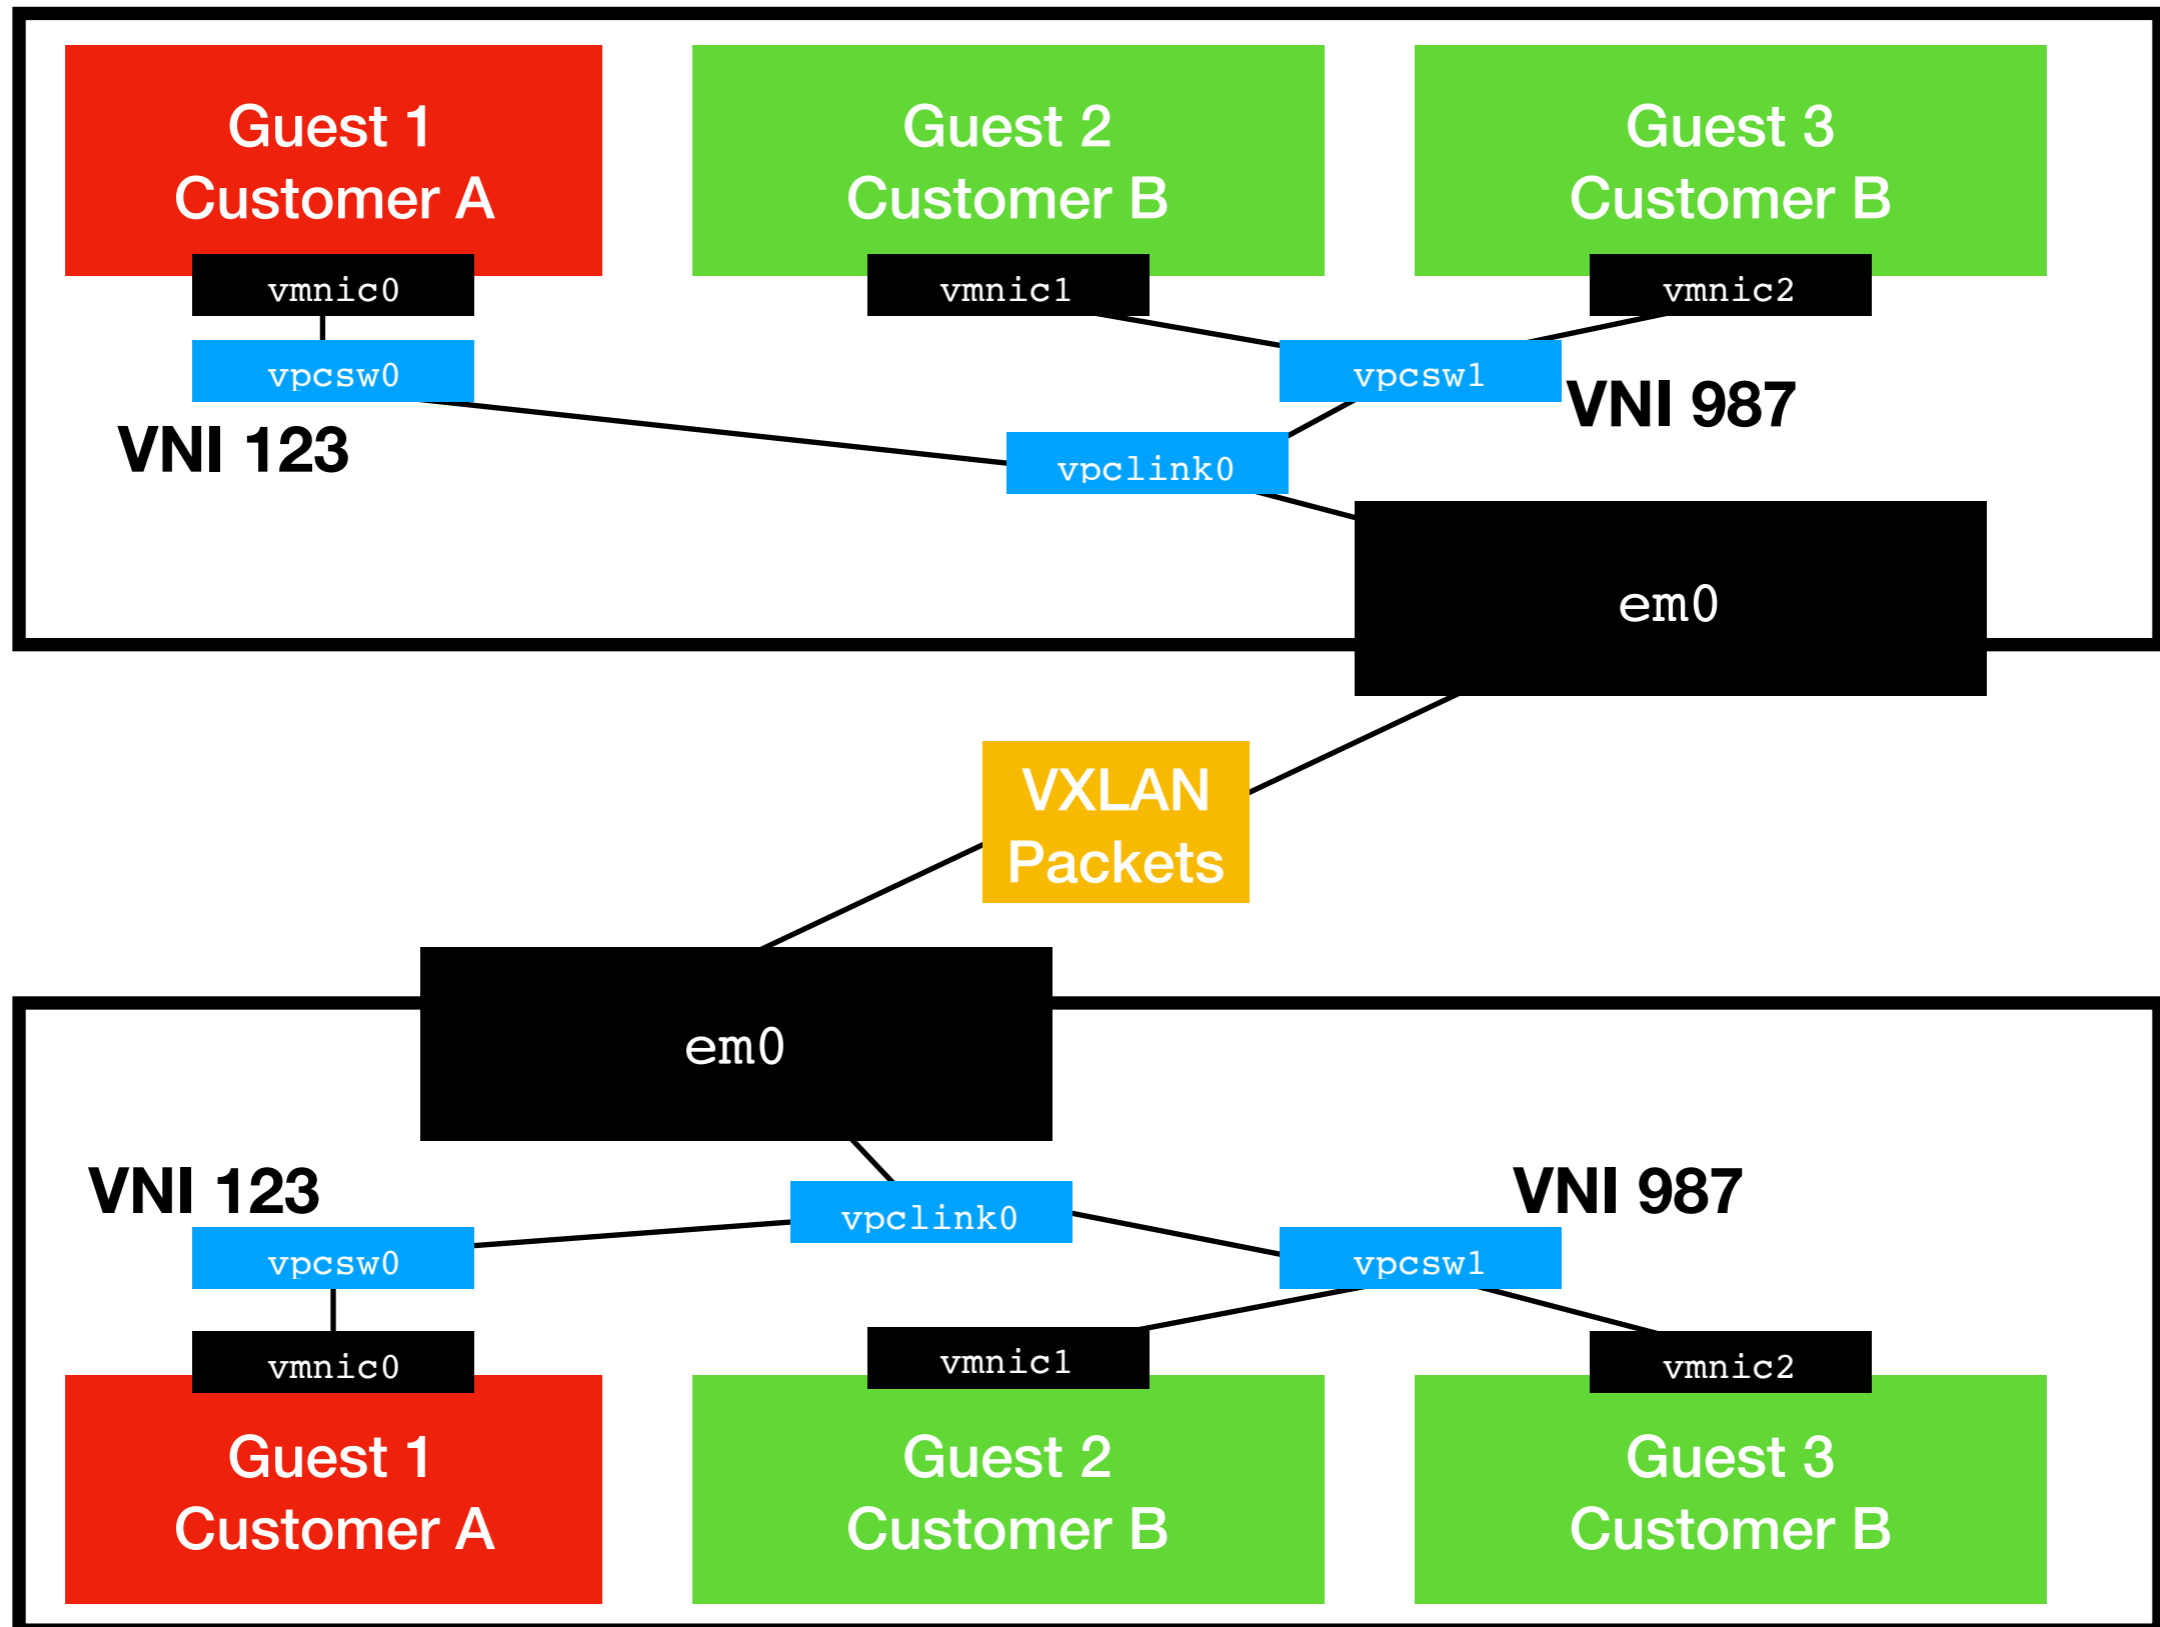 Guest 1
Customer A
Guest 2
Customer B
Guest 3
Customer B
vmnic0
vmnic1
vmnic2
vpcsw0
vpcsw1
VNI 987
VNI 123
vpclink0
em0
VXLAN
Packets
em0
VNI 123
VNI 987
vpclink0
vpcsw0
vpcsw1
vmnic0
vmnic1
vmnic2
Guest 1
Customer A
Guest 2
Customer B
Guest 3
Customer B